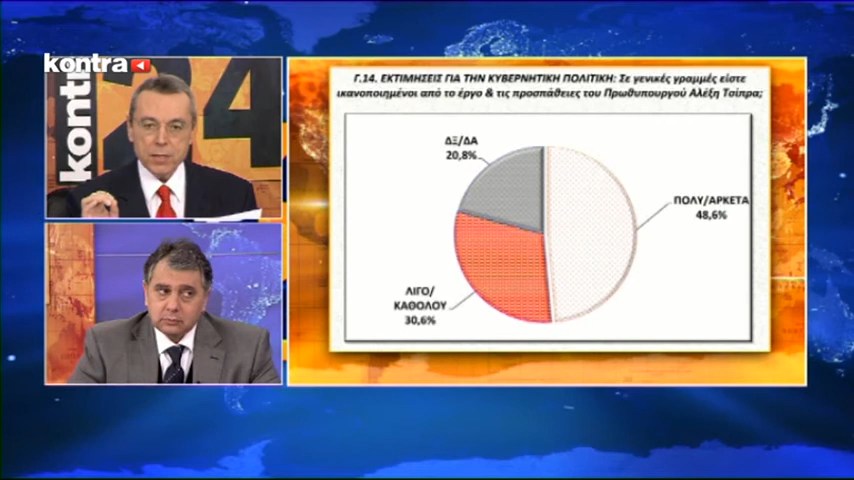 kontra
kontra
24
Γ.14. ΕΚΤΙΜΗΣΕΙΣ ΓΙΑ ΤΗΝ ΚΥΒΕΡΝΗΤΙΚΗ ΠΟΛΙΤΙΚΗ: Σε γενικές γραμμές είστε
ικανοποιημένοι από το έργο & τις προσπάθειες του Πρωθυπουργού Αλέξη Τσίπρα;
ΔΞ/ΔΑ
20,8%
ΠΟΛΥ/ΑΡΚΕΤΑ
48,6%
ΛΙΓΟ/
ΚΑΘΟΛΟΥ
30,6%